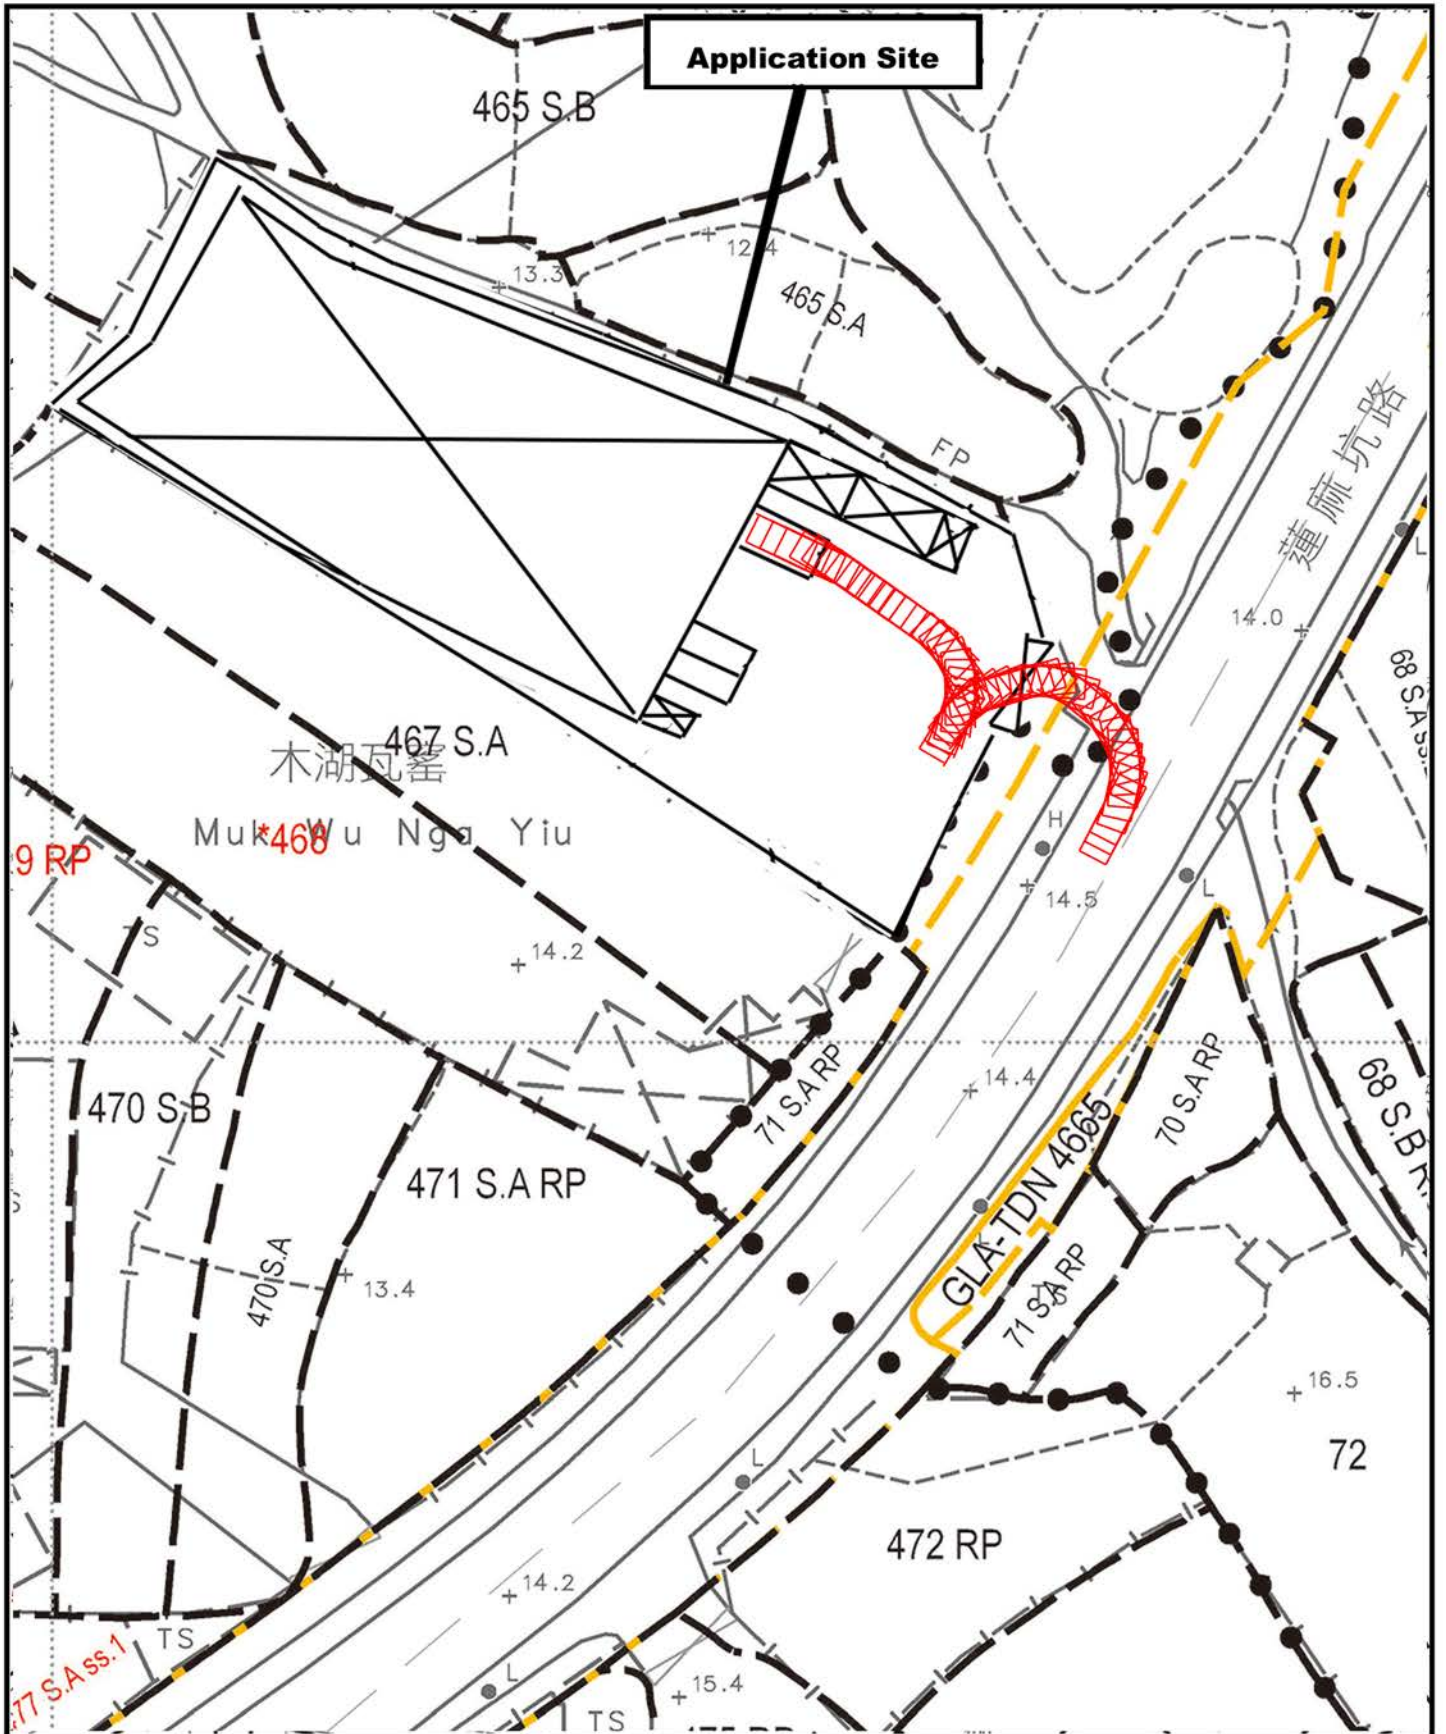 Application Site
465 S.B
12.4
13.3
465 S.A
FP
蓮麻坑路
L
14.0
467 S.A
木湖瓦窰
Muk Wu Nga Yiu
*468
9 RP
H
14.5
L
TS
14.2
14.4
71 S.A RP
70 S.A RP
68 S.B R
470 S.B
GLA-TDN 4665
471 S.A RP
470 S.A
13.4
71 S.A RP
TS
16.5
72
L
472 RP
14.2
TS
77 S.A ss.1
L
15.4
TS